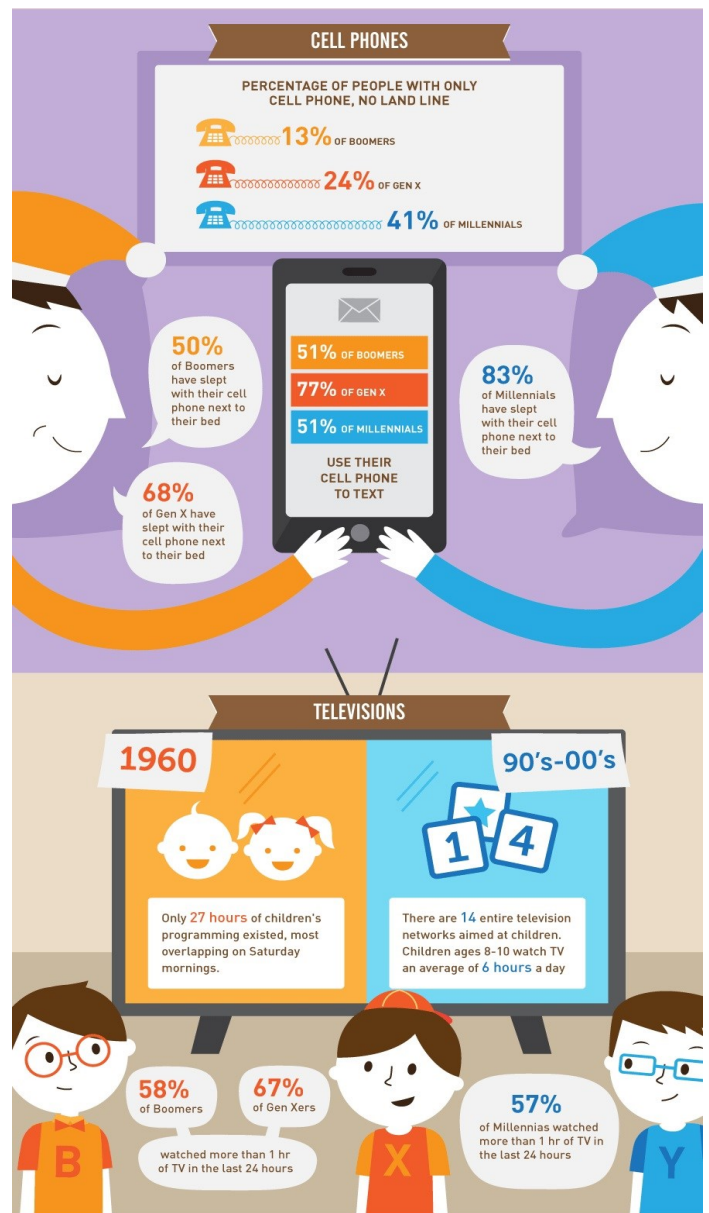 CELL PHONES
PERCENTAGE OF PEOPLE WITH ONLY
CELL PHONE, NO LAND LINE
13% OF BOOMERS
24% OF GEN X
41% OF MILLENNIALS
50%
of Boomers
have slept
with their cell
phone next to
their bed
68%
of Gen X have
slept with their
cell phone next
to their bed
51% OF BOOMERS
77% OF GEN X
51% OF MILLENNIALS
USE THEIR
CELL PHONE
TO TEXT
83%
of Millennials
have slept
with their cell
phone next to
their bed
TELEVISIONS
1960
Only 27 hours of children's
programming existed, most
overlapping on Saturday
mornings.
90's-00's
1 4
There are 14 entire television
networks aimed at children.
Children ages 8-10 watch TV
an average of 6 hours a day
58%
of Boomers
67%
of Gen Xers
watched more than 1 hr
of TV in the last 24 hours
57%
of Millennias watched
more than 1 hr of TV in
the last 24 hours
B
X
Y